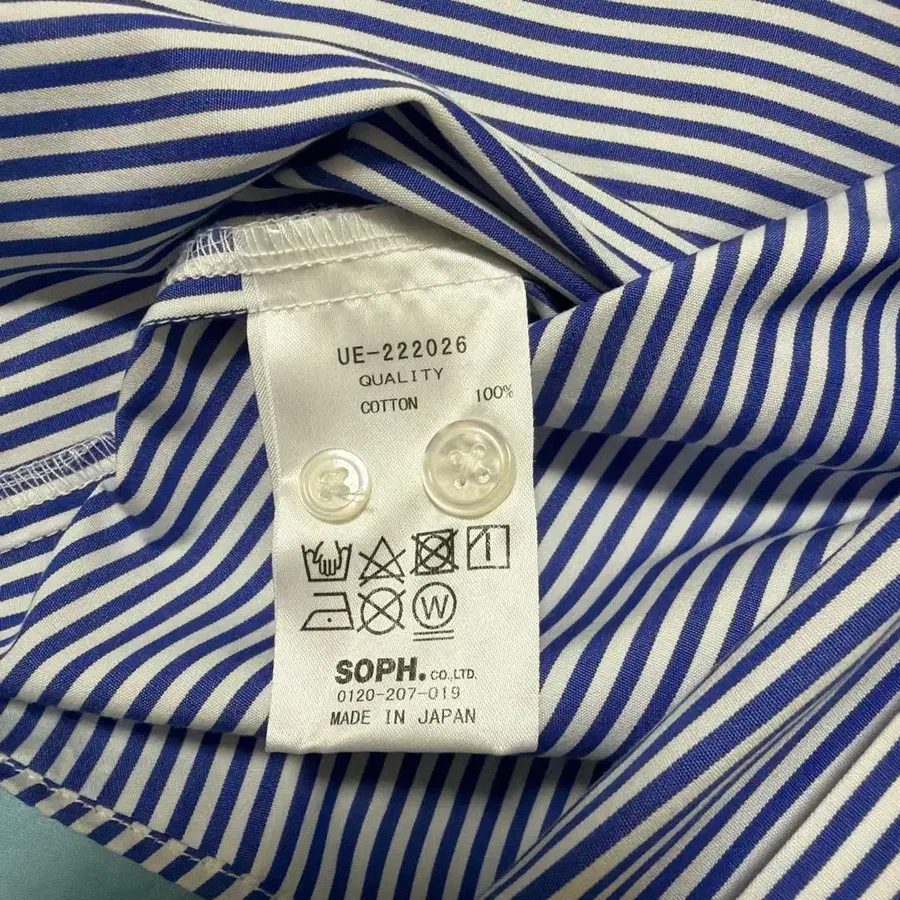 UE-222026
QUALITY
COTTON 100%
W
SOPH. CO.,LTD.
0120-207-019
MADE IN JAPAN